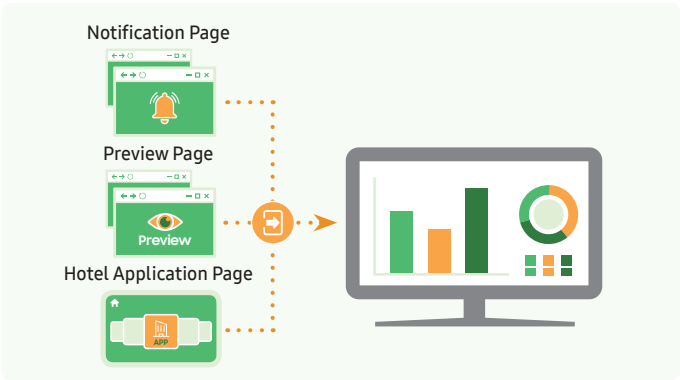 Notification Page
Preview Page
Preview
Hotel Application Page
APP